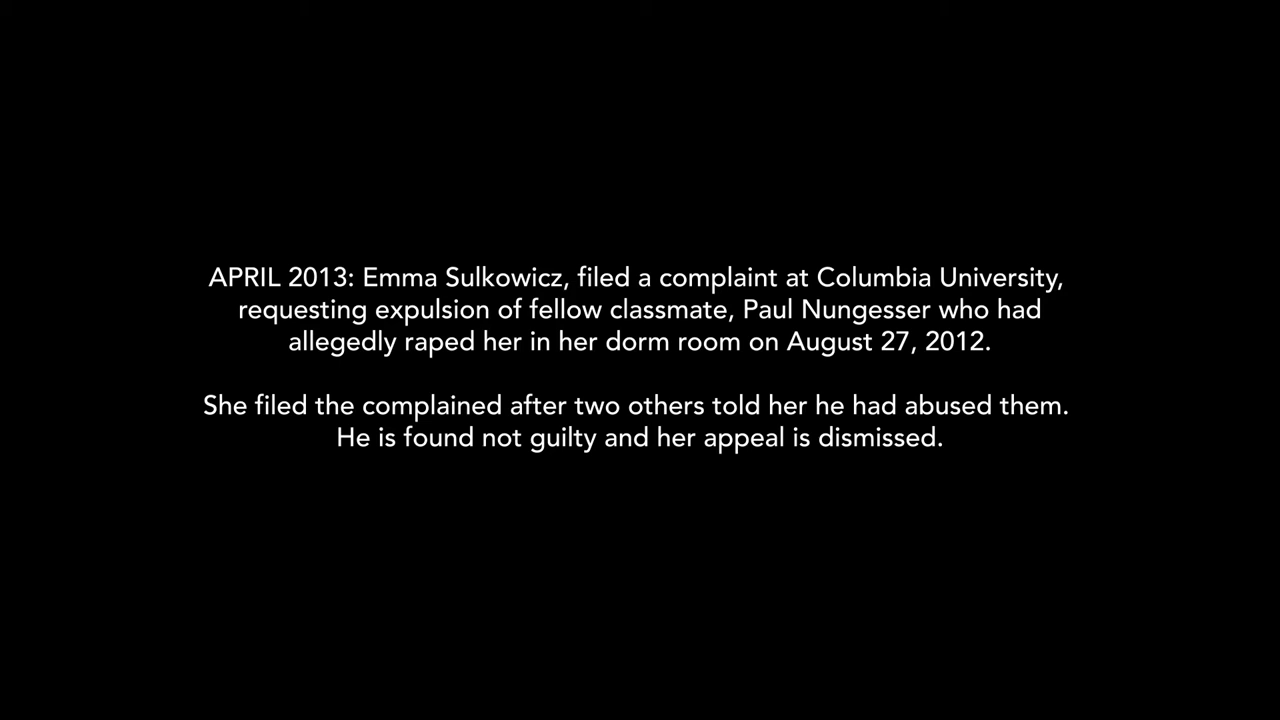 APRIL 2013: Emma Sulkowicz, filed a complaint at Columbia University,
requesting expulsion of fellow classmate, Paul Nungesser who had
allegedly raped her in her dorm room on August 27, 2012.
She filed the complained after two others told her he had abused them.
He is found not guilty and her appeal is dismissed.